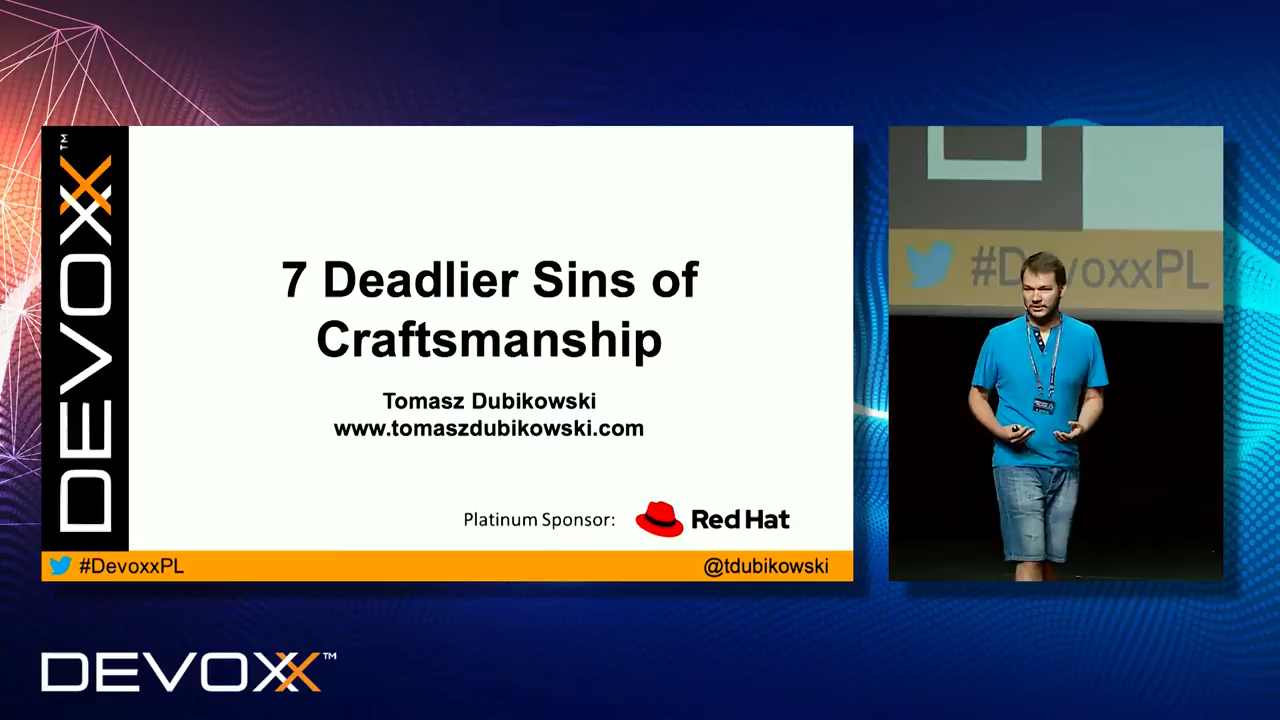 DEVOXX™
7 Deadlier Sins of
Craftsmanship
Tomasz Dubikowski
www.tomaszdubikowski.com
Platinum Sponsor:
Red Hat
#DevoxxPL
@tdubikowski
#DevoxxPL
DEVOXX™